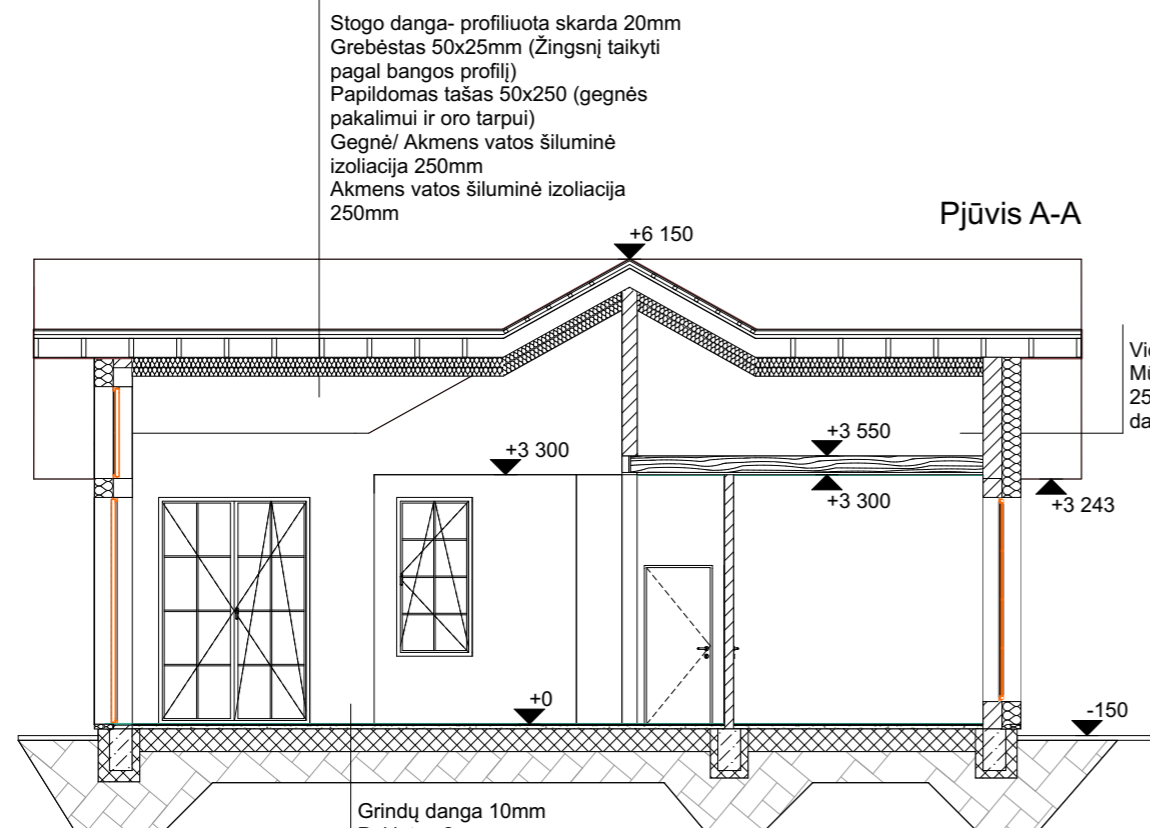 Stogo danga- profiliuota skarda 20mm
Grebėstas 50x25mm (Žingsnį taikyti
pagal bangos profilį)
Papildomas tašas 50x250 (gegnės
pakalimui ir oro tarpui)
Gegnė/ Akmens vatos šiluminė
izoliacija 250mm
Akmens vatos šiluminė izoliacija
250mm
Pjūvis A-A
+6 150
+3 550
+3 300
+3 300
+3 243
+0
-150
25
Grindų danga 10mm